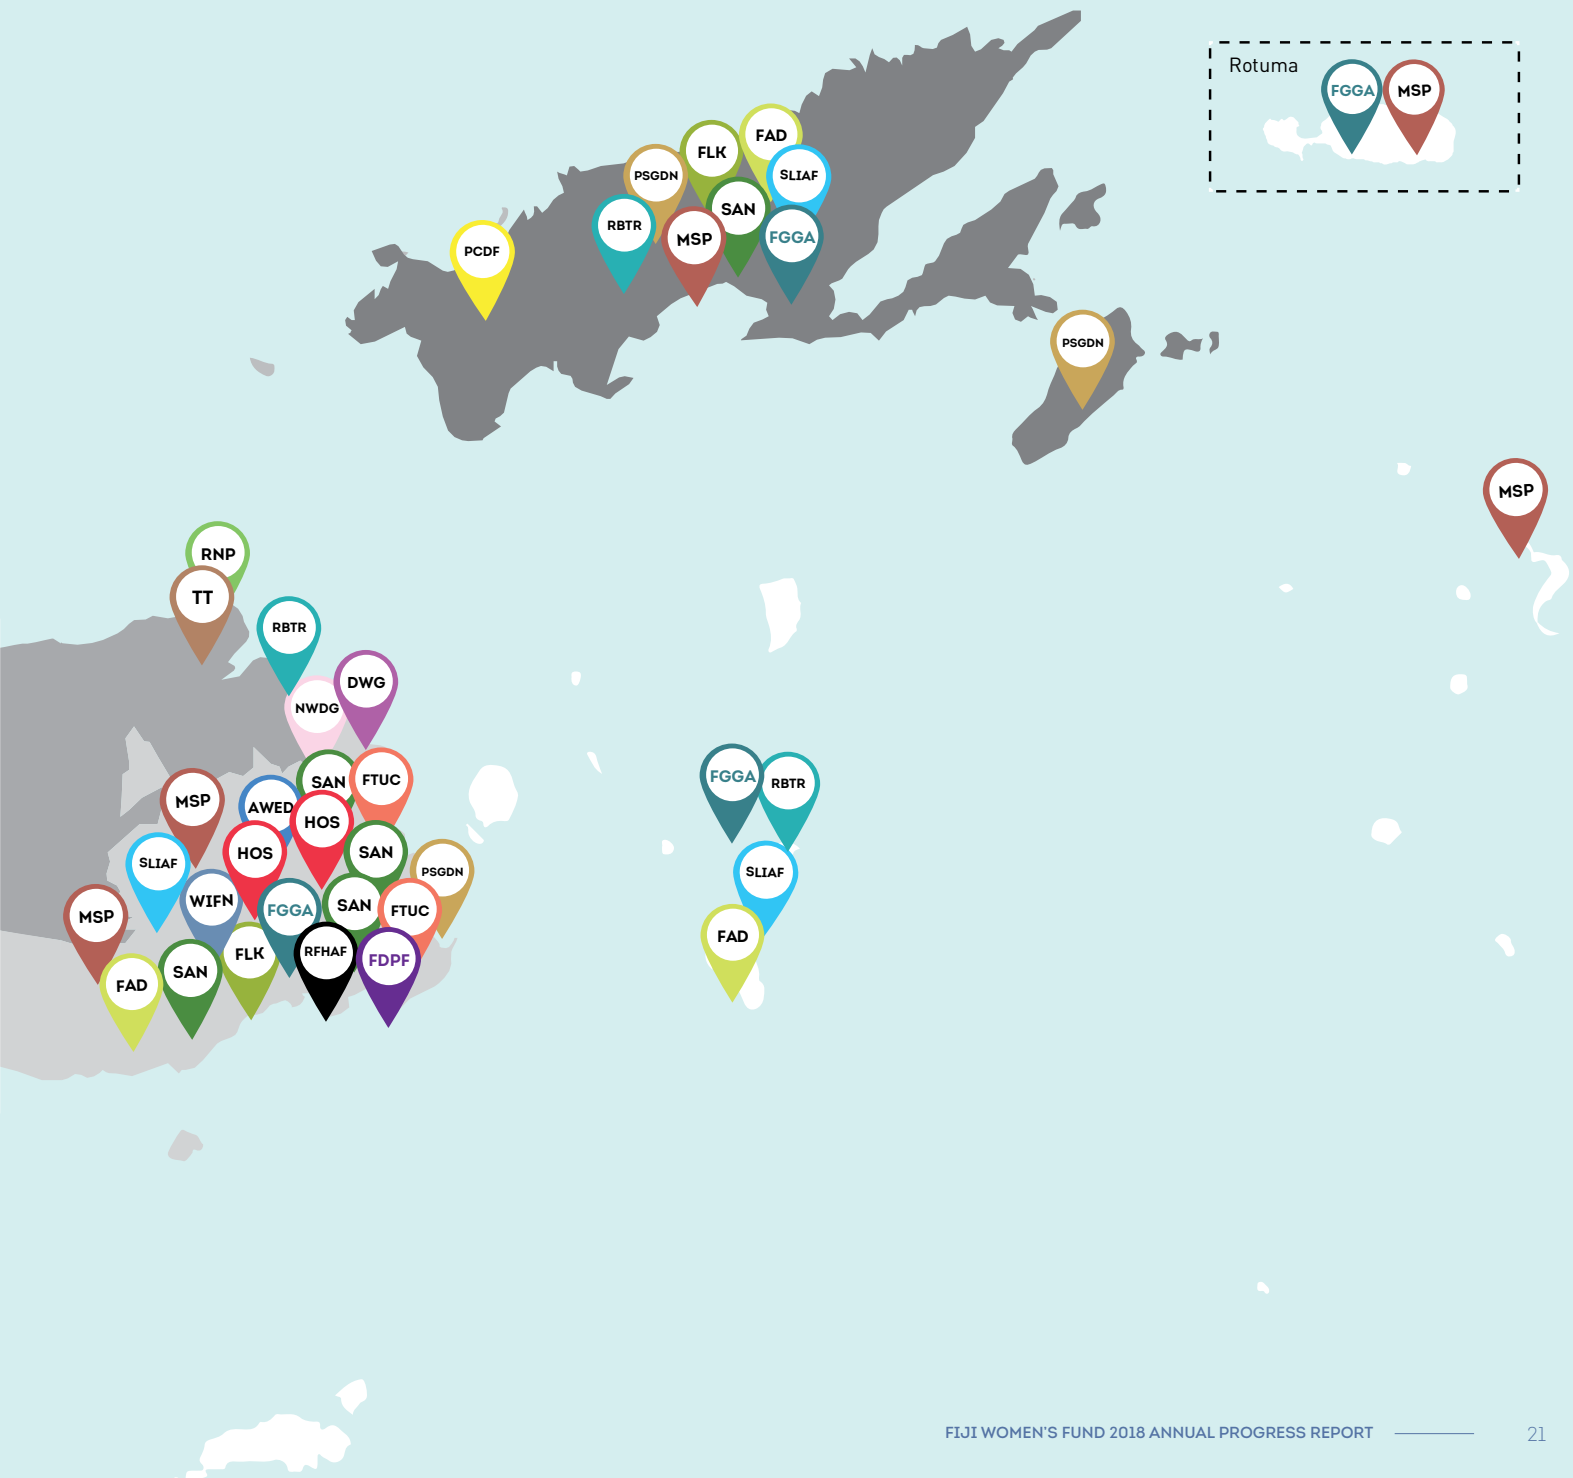 Rotuma
FGGA
MSP
FAD
FLK
PSGDN
SLIAF
SAN
RBTR
MSP
FGGA
PCDF
PSGDN
MSP
RNP
TT
RBTR
DWG
NWDG
SAN
FTUC
MSP
AWED
HOS
HOS
SAN
SLIAF
PSGDN
WIFN
FGGA
SAN
FTUC
MSP
FLK
RFHAF
FDPF
SAN
FAD
FGGA
RBTR
SLIAF
FAD
FIJI WOMEN'S FUND 2018 ANNUAL PROGRESS REPORT
21